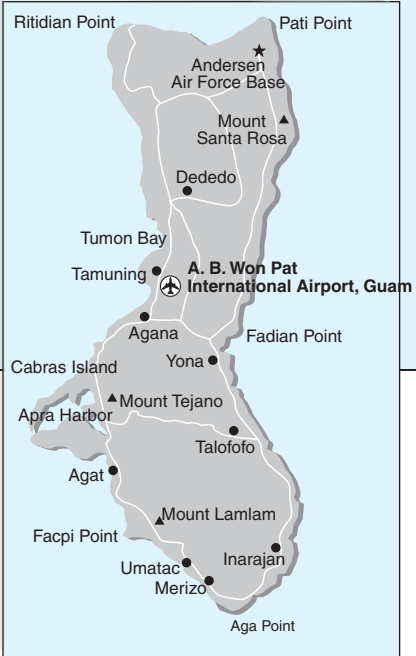 Ritidian Point
Pati Point
Andersen
Air Force Base
Mount
Santa Rosa
Dededo
Tumon Bay
Tamuning
A. B. Won Pat
International Airport, Guam
Agana
Fadian Point
Cabras Island
Yona
Mount Tejano
Apra Harbor
Talofofo
Agat
Mount Lamlam
Facpi Point
Inarajan
Umatac
Merizo
Aga Point